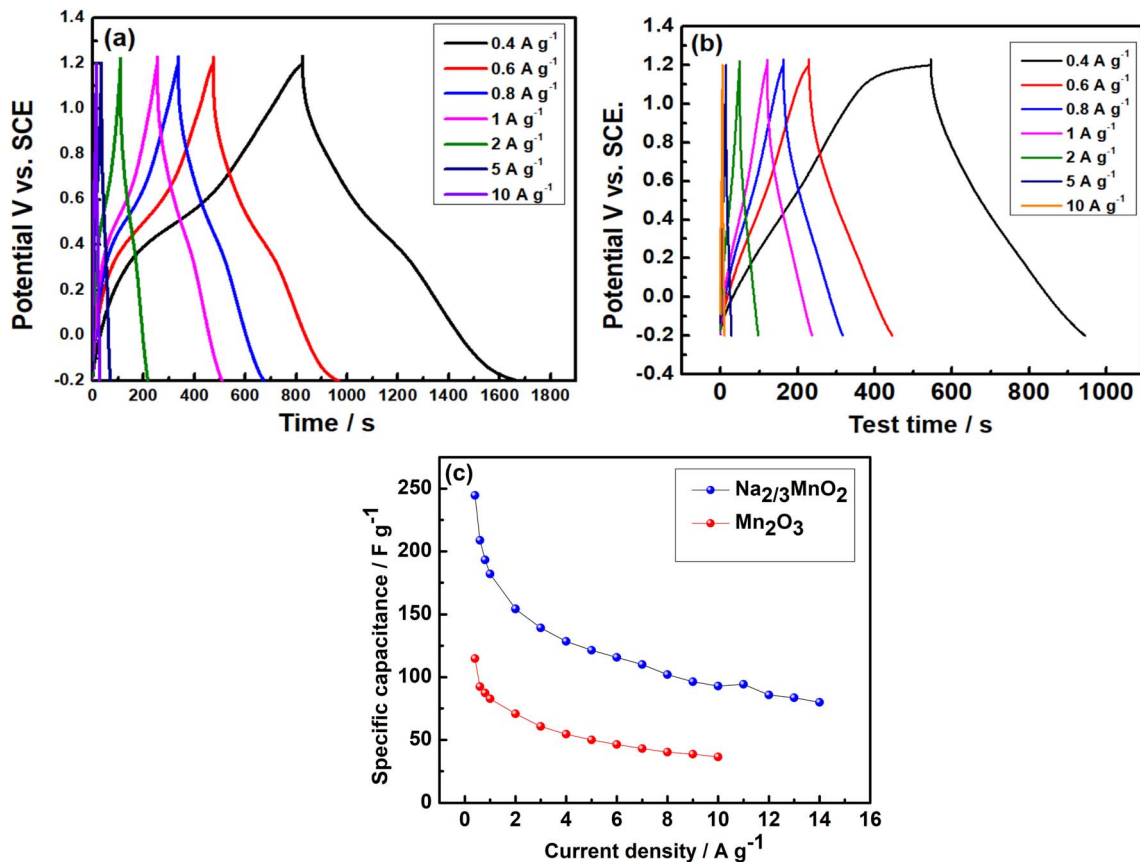 (a)
0.4 A g-1
0.6 A g-1
0.8 A g-1
1 A g-1
2 A g-1
5 A g-1
10 A g-1
1.4
1.2
1.0
0.8
0.6
0.4
0.2
0.0
-0.2
Potential V vs. SCE.
0 200 400 600 800 1000 1200 1400 1600 1800
Time / s
(b)
0.4 A g-1
0.6 A g-1
0.8 A g-1
1 A g-1
2 A g-1
5 A g-1
10 A g-1
1.4
1.2
1.0
0.8
0.6
0.4
0.2
0.0
-0.2
-0.4
Potential V vs. SCE.
0 200 400 600 800 1000
Test time / s
(c)
Na2/3MnO2
Mn2O3
250
200
150
100
50
0
Specific capacitance / F g-1
0 2 4 6 8 10 12 14 16
Current density / A g-1